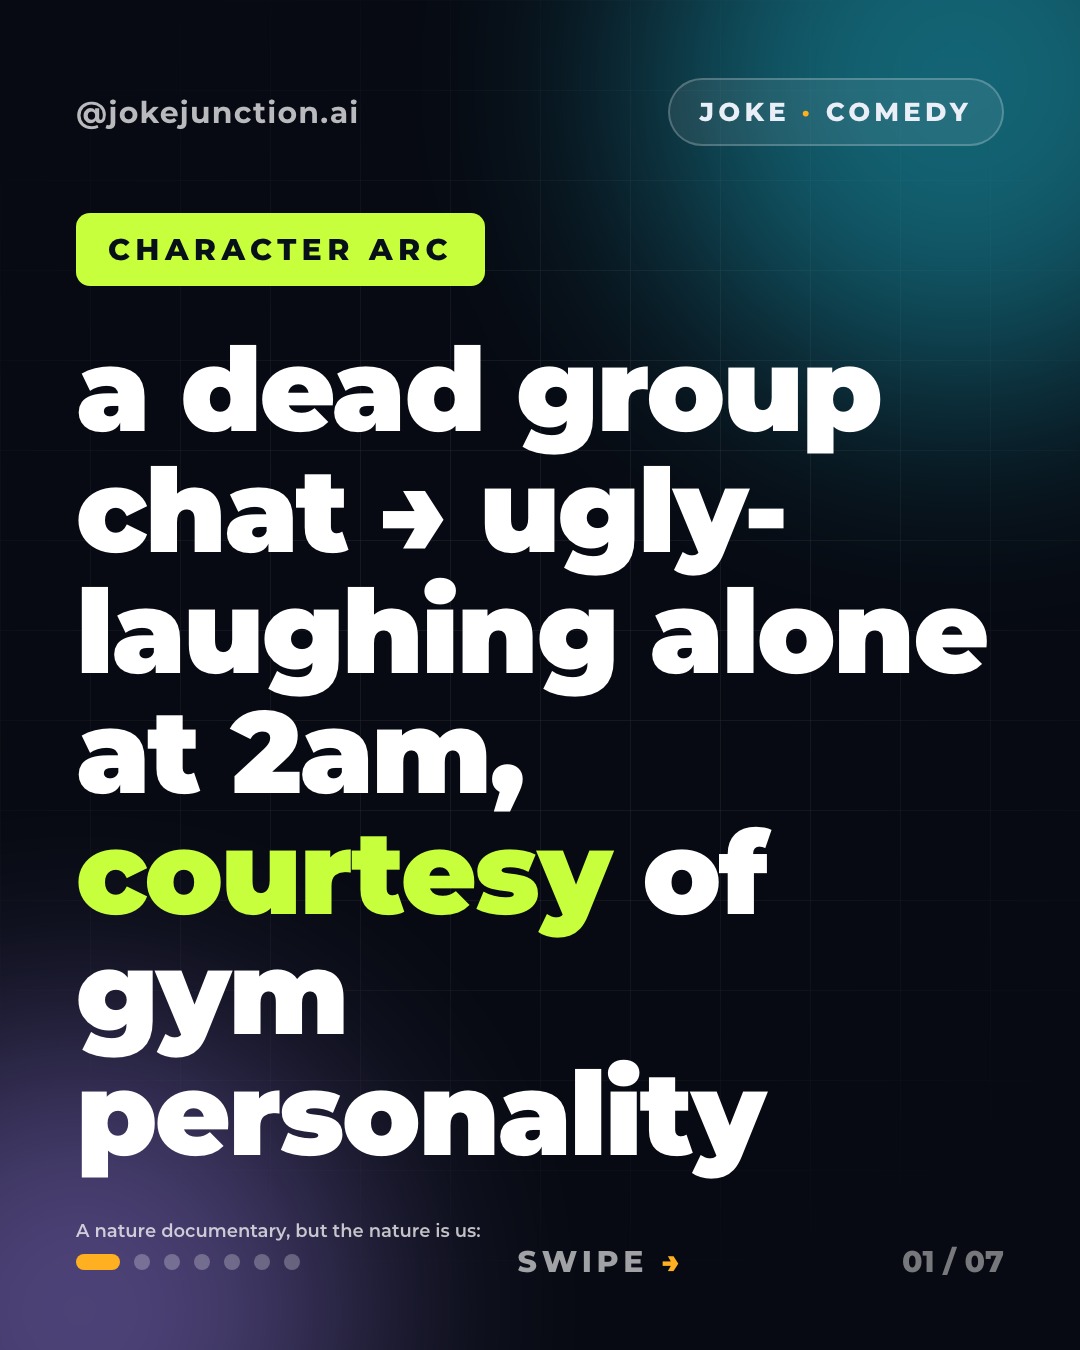 @jokejunction.ai
JOKE · COMEDY
CHARACTER ARC
a dead group
chat → ugly-
laughing alone
at 2am,
courtesy of
gym
personality
A nature documentary, but the nature is us:
SWIPE →
01 / 07